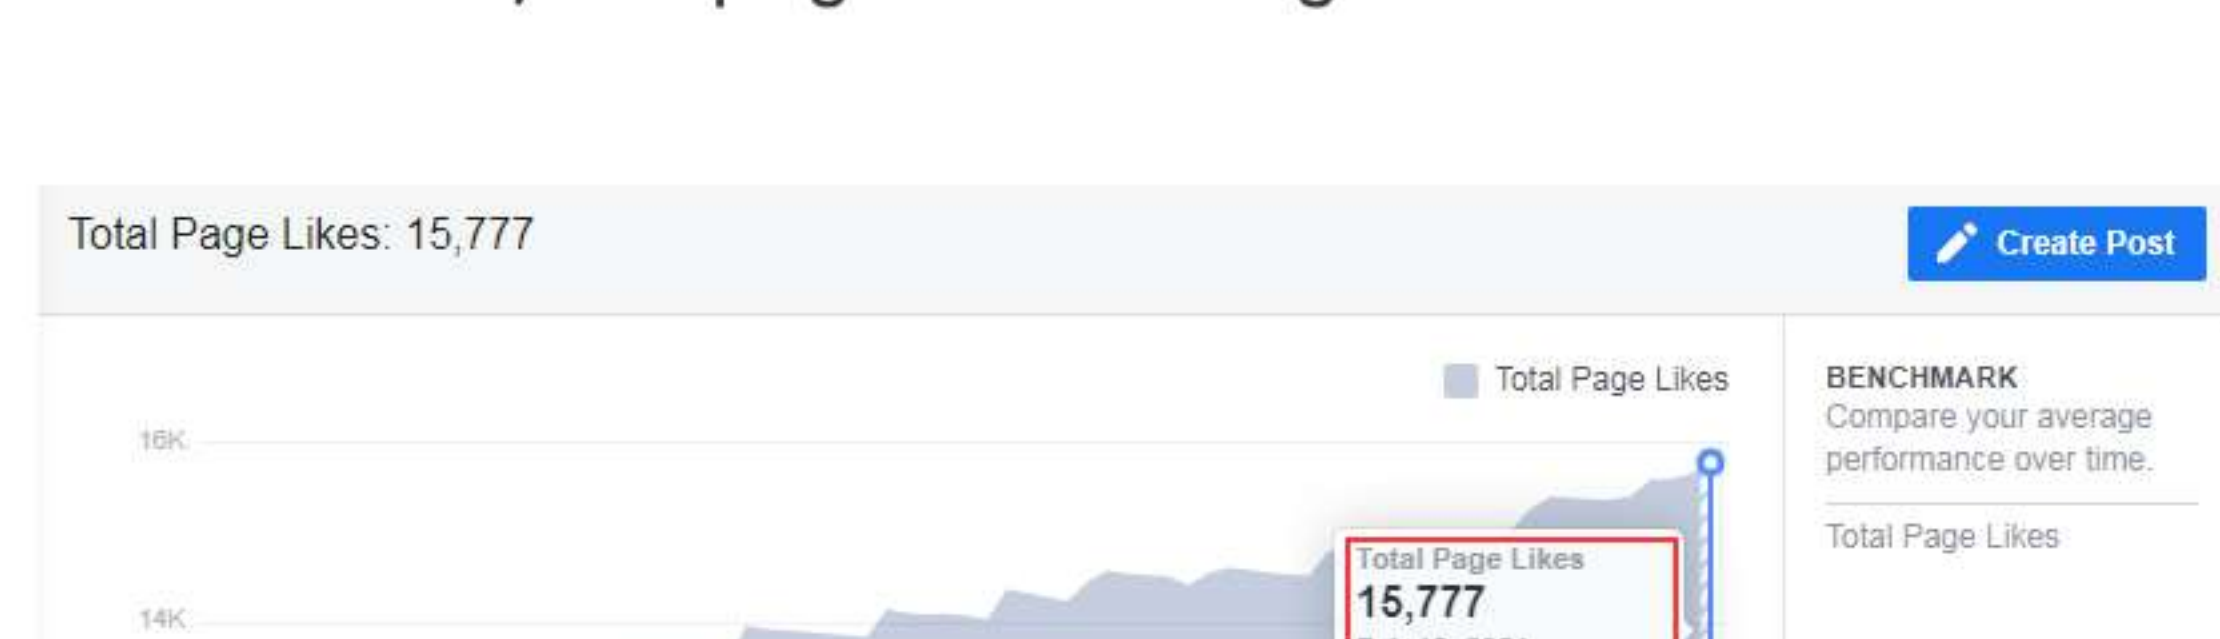 Total Page Likes: 15,777
Create Post
Total Page Likes
BENCHMARK
Compare your average
performance over time.
16K
Total Page Likes
Total Page Likes
15,777
14K